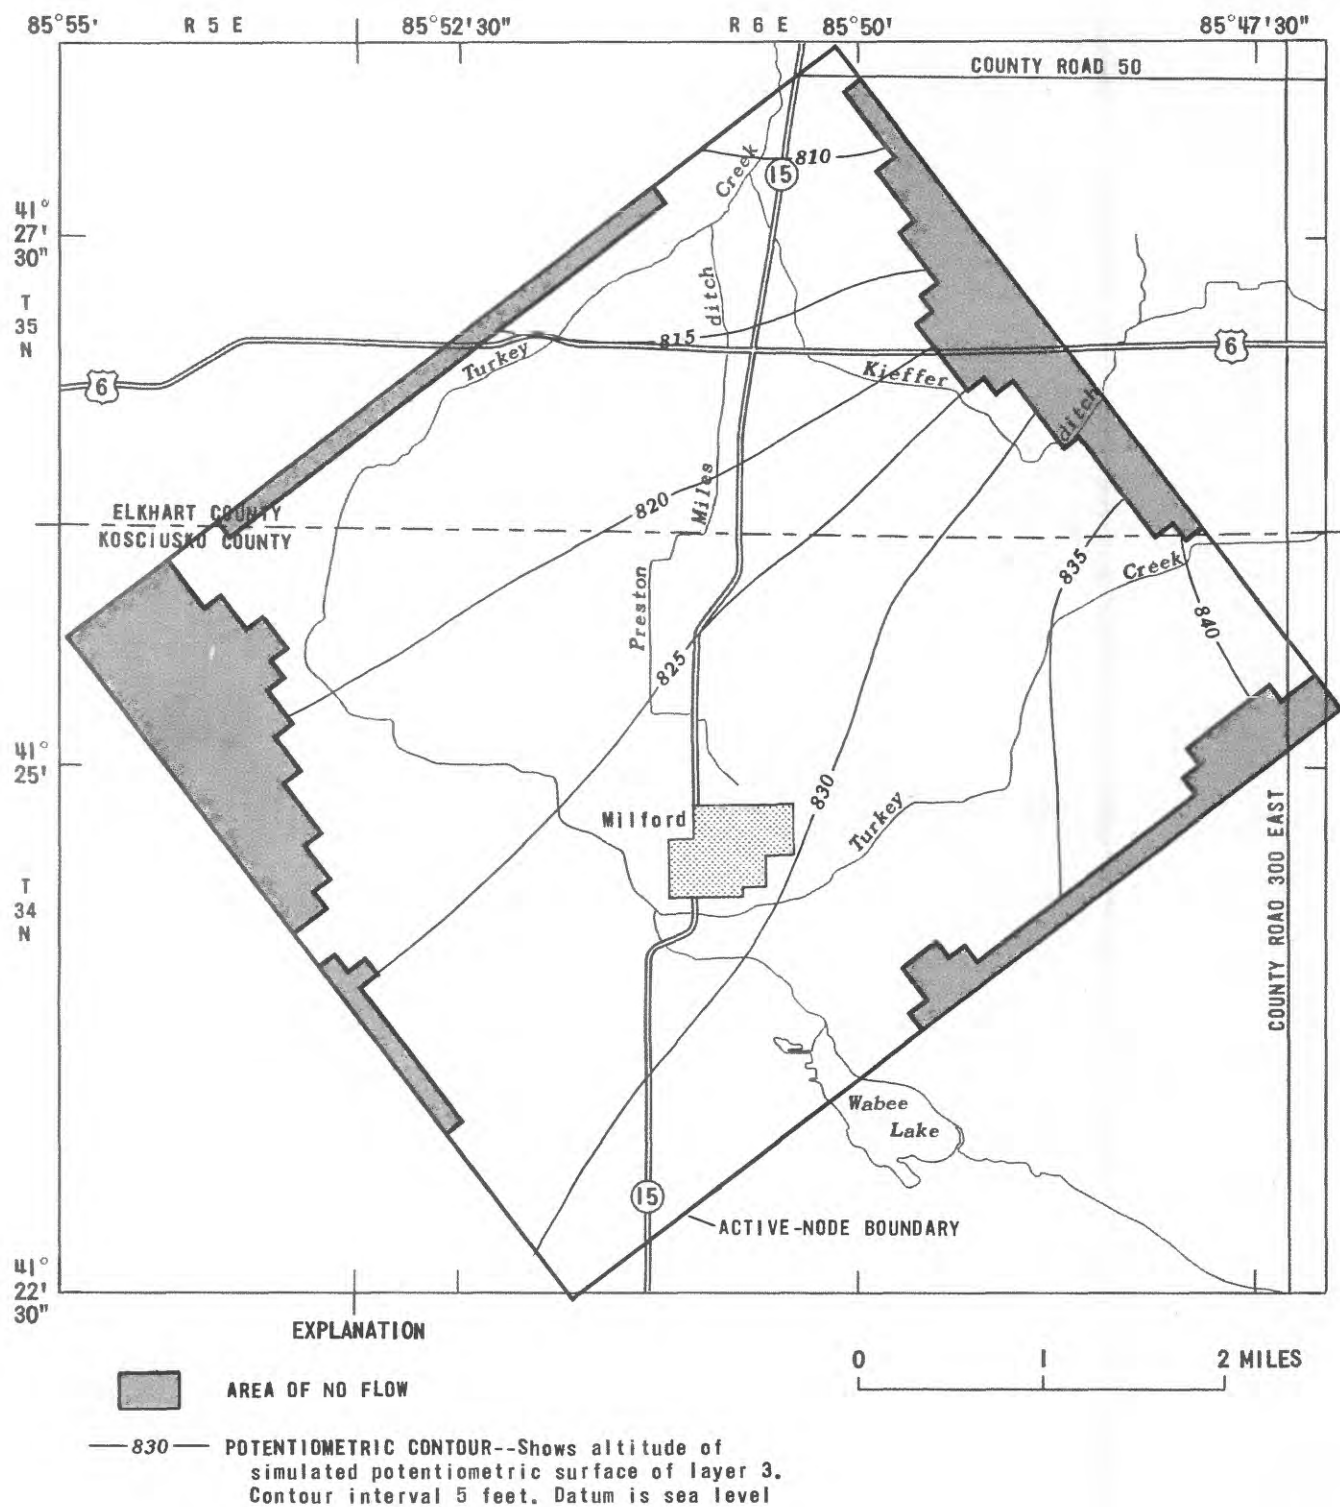 85°55' R 5 E 85°52'30" R 6 E 85°50' 85°47'30"
COUNTY ROAD 50
810
Creek
15
41°
27'
30"
ditch
T
35
N
815
6
Turkey
6
Kieffer
ditch
Miles
820
ELKHART COUNTY
KOSCIUSKO COUNTY
835
Creek
Preston
840
825
41°
25'
830
Milford
Turkey
COUNTY ROAD 300 EAST
T
34
N
Wabee
Lake
15
ACTIVE-NODE BOUNDARY
41°
22'
30"
EXPLANATION
0 1 2 MILES
AREA OF NO FLOW
830 POTENTIOMETRIC CONTOUR--Shows altitude of
simulated potentiometric surface of layer 3.
Contour interval 5 feet. Datum is sea level